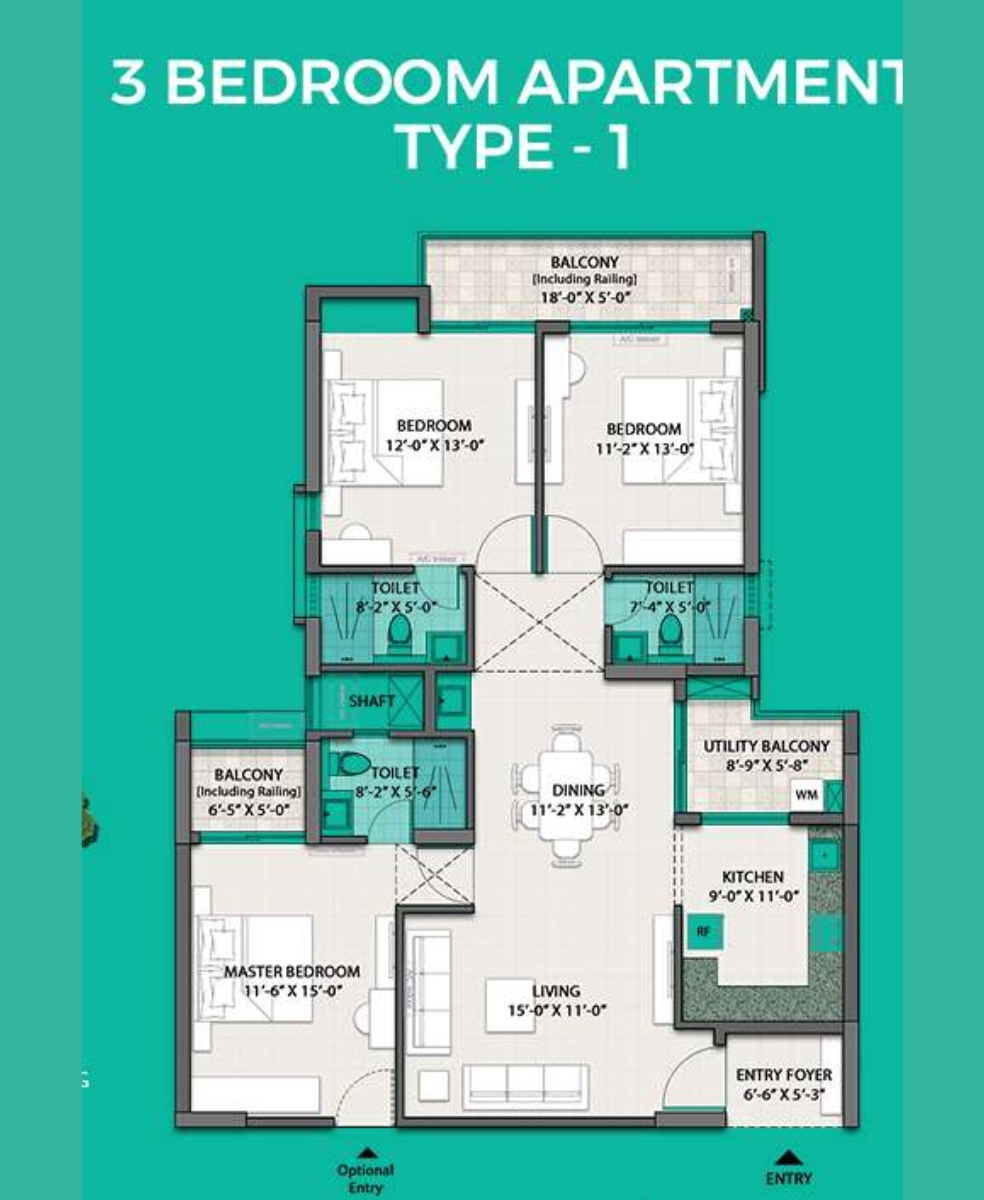 3 BEDROOM APARTMENT
TYPE - 1
BALCONY
[Including Railing]
18'-0" X 5'-0"
A/C Indoor
BEDROOM
12'-0" X 13'-0"
BEDROOM
11'-2" X 13'-0"
A/C Indoor
TOILET
8'-2" X 5'-0"
TOILET
7'-4" X 5'-0"
SHAFT
UTILITY BALCONY
8'-9" X 5'-8"
WM
BALCONY
[Including Railing]
6'-5" X 5'-0"
TOILET
8'-2" X 5'-6"
DINING
11'-2" X 13'-0"
KITCHEN
9'-0" X 11'-0"
RF
MASTER BEDROOM
11'-6" X 15'-0"
LIVING
15'-0" X 11'-0"
ENTRY FOYER
6'-6" X 5'-3"
Optional
Entry
ENTRY